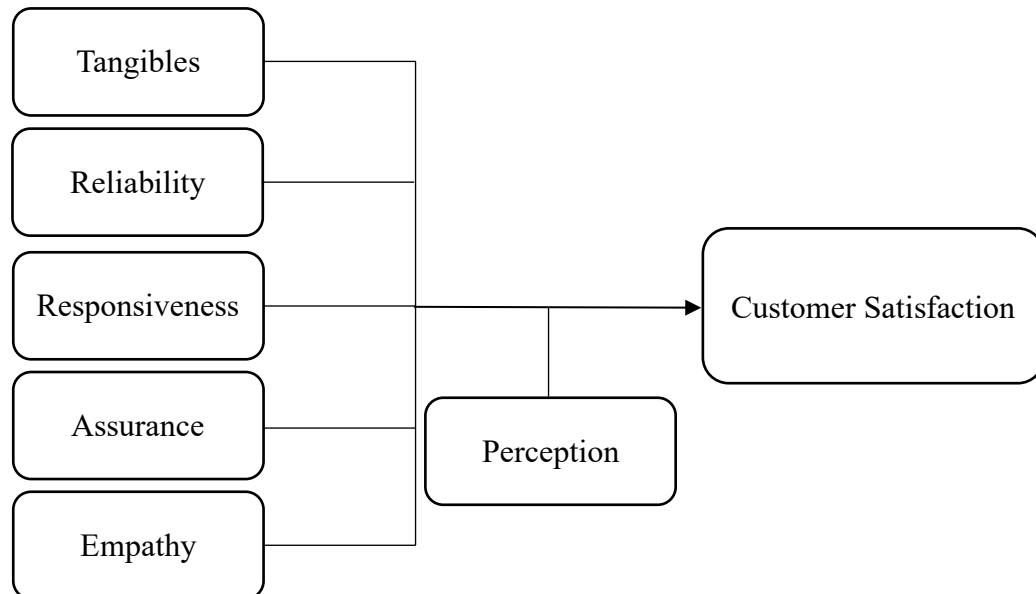 Tangibles
Reliability
Responsiveness
Assurance
Empathy
Perception
Customer Satisfaction